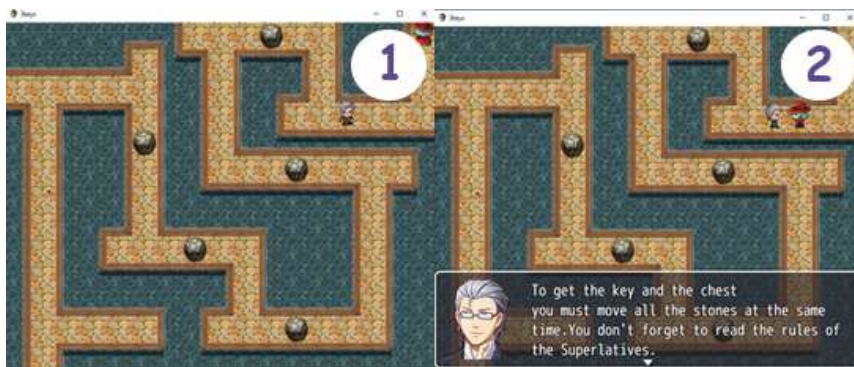 1
2
To get the key and the chest
you must move all the stones at the same
time.You don't forget to read the rules of
the Superlatives.